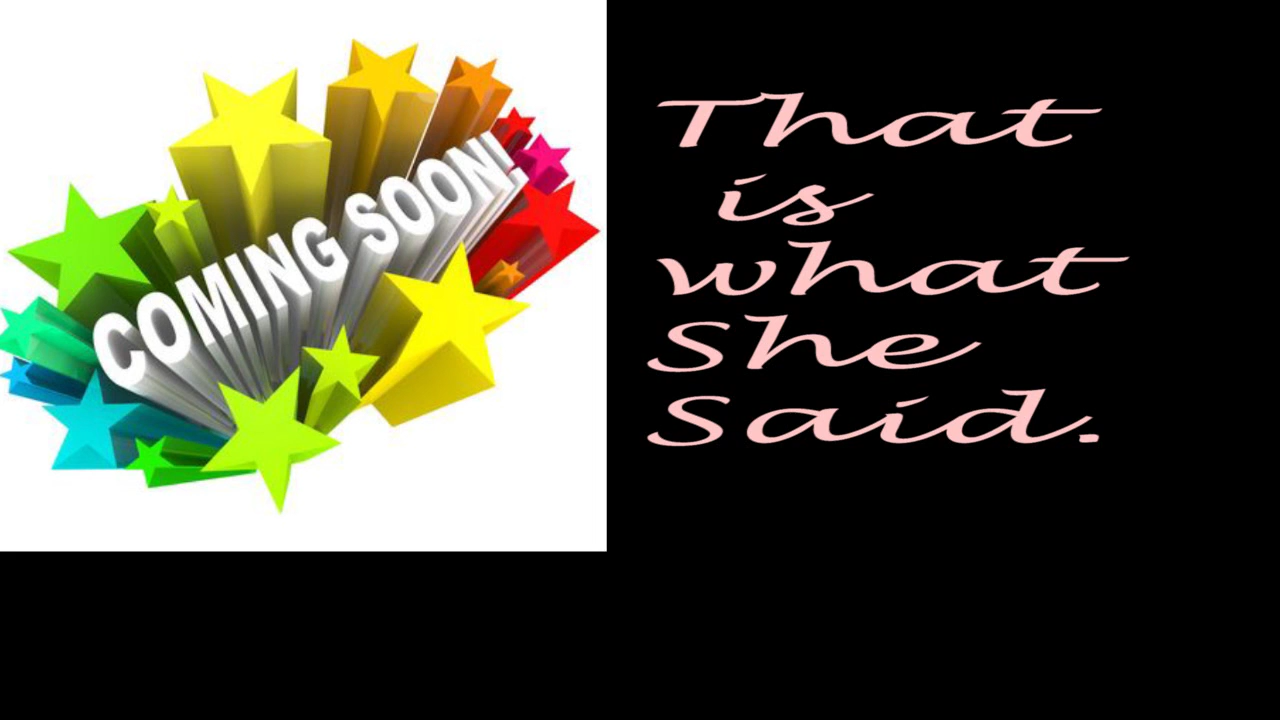 COMING SOON!
That
is
what
She
Said.